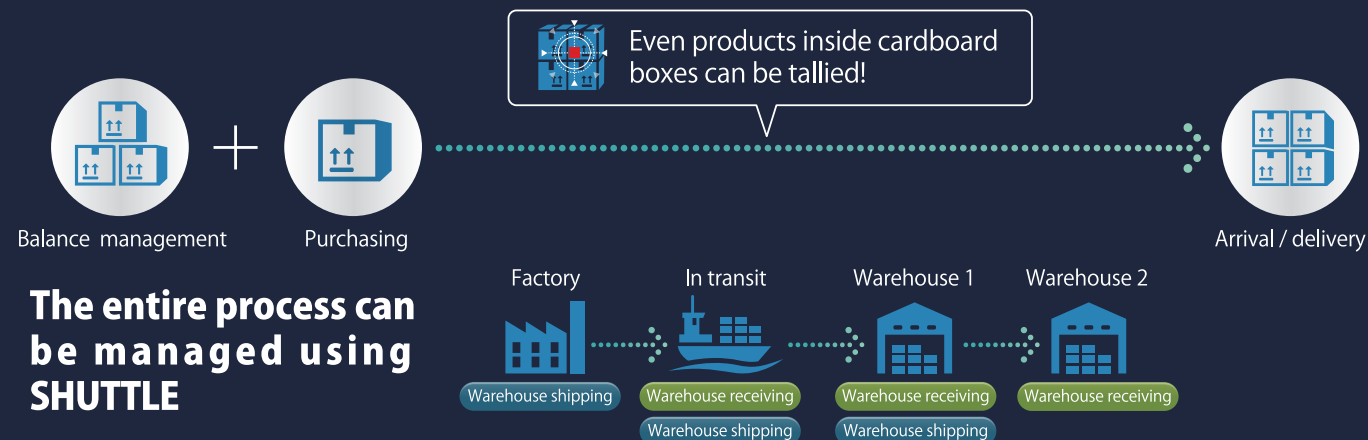 Even products inside cardboard
boxes can be tallied!
Balance management
Purchasing
Arrival / delivery
The entire process can
be managed using
SHUTTLE
Factory
In transit
Warehouse 1
Warehouse 2
Warehouse shipping
Warehouse receiving
Warehouse receiving
Warehouse receiving
Warehouse shipping
Warehouse shipping